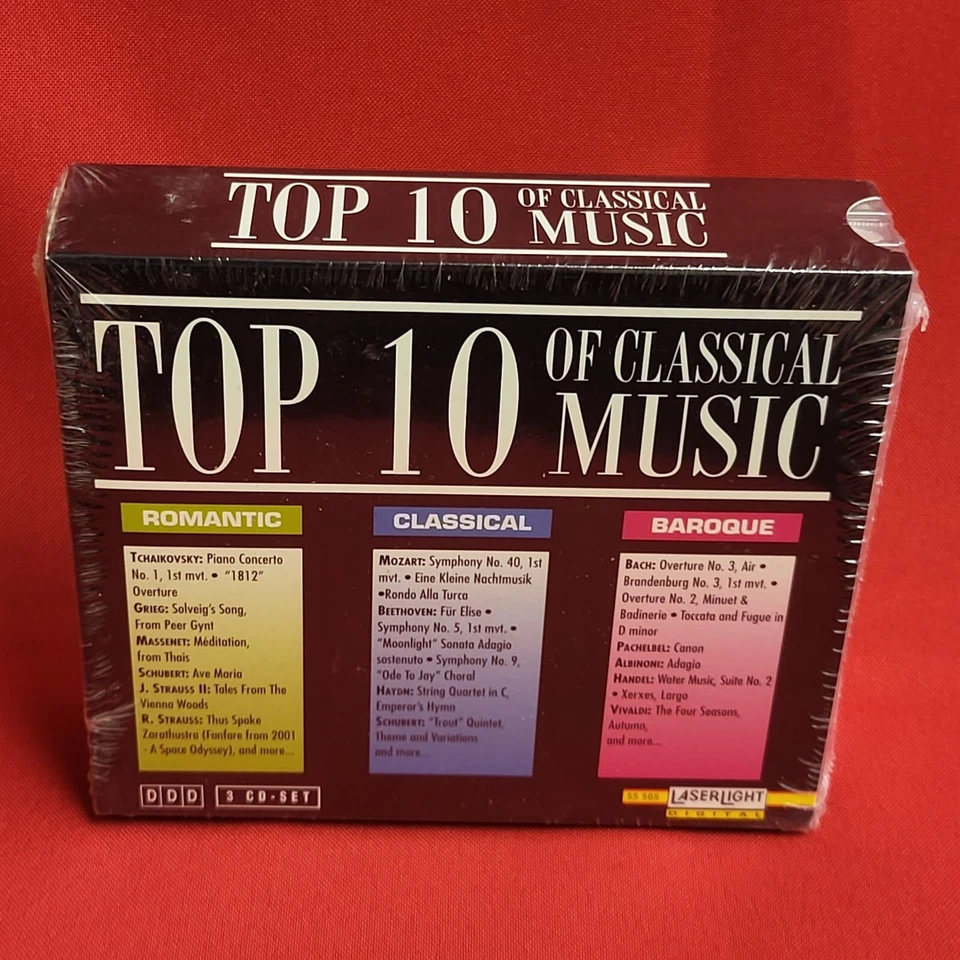 TOP 10 OF CLASSICAL MUSIC
TOP 10 OF CLASSICAL MUSIC
ROMANTIC
TCHAIKOVSKY: Piano Concerto
No. 1, 1st mvt. • "1812"
Overture
GRIEG: Solveig's Song,
From Peer Gynt
MASSENET: Méditation,
from Thais
SCHUBERT: Ave Maria
J. STRAUSS II: Tales From The
Vienna Woods
R. STRAUSS: Thus Spoke
Zarathustra (Fanfare from 2001
- A Space Odyssey), and more...
CLASSICAL
MOZART: Symphony No. 40, 1st
mvt. • Eine Kleine Nachtmusik
•Rondo Alla Turca
BEETHOVEN: Für Elise •
Symphony No. 5, 1st mvt. •
"Moonlight" Sonata Adagio
sostenuto • Symphony No. 9,
"Ode To Jay" Choral
HAYDN: String Quartet in C,
Emperor's Hymn
SCHUBERT: "Trout" Quintet,
Theme and Variations
and more...
BAROQUE
BACH: Overture No. 3, Air •
Brandenburg No. 3, 1st mvt. •
Overture No. 2, Minuet &
Badinerie • Toccata and Fugue in
D minor
PACHELBEL: Canon
ALBINONI: Adagio
HANDEL: Water Music, Suite No. 2
• Xerxes, Largo
VIVALDI: The Four Seasons,
Autumn,
and more...
DDD 3 CD-SET
55 565 LASERLIGHT
DIGITAL